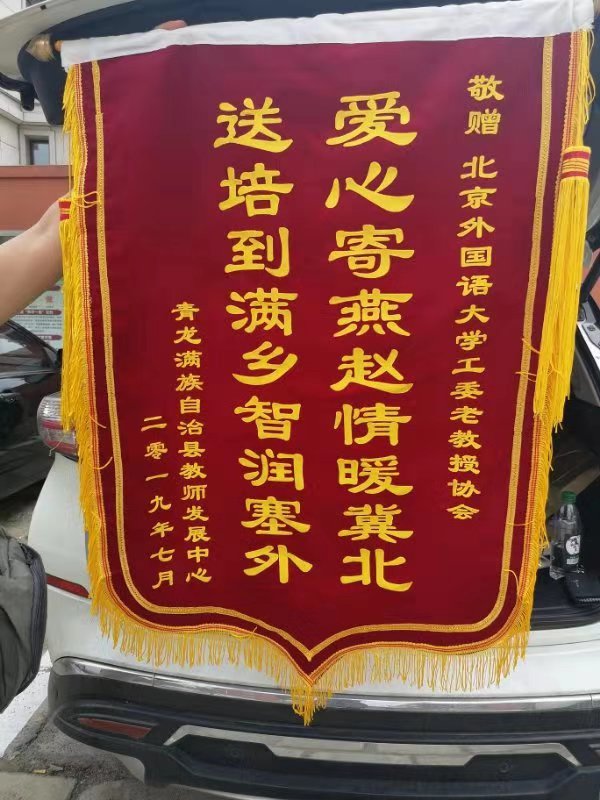 敬赠 北京外国语大学工委老教授协会
爱心寄燕赵情暖冀北
送培到满乡智润塞外
青龙满族自治县教师发展中心
二零一九年七月